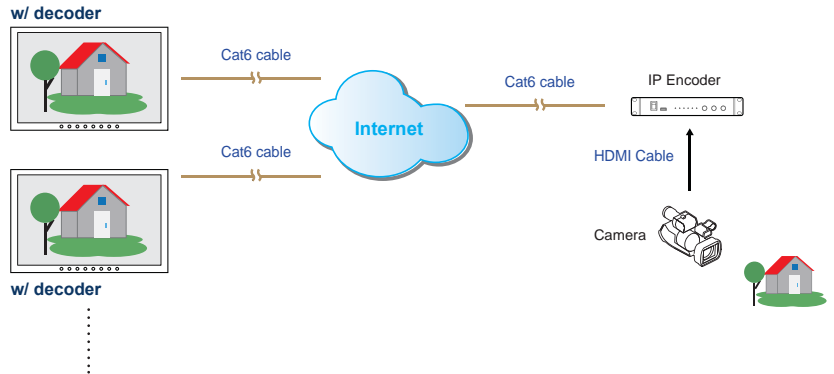 w/ decoder
Cat6 cable
Cat6 cable
IP Encoder
Internet
HDMI Cable
Cat6 cable
Camera
w/ decoder